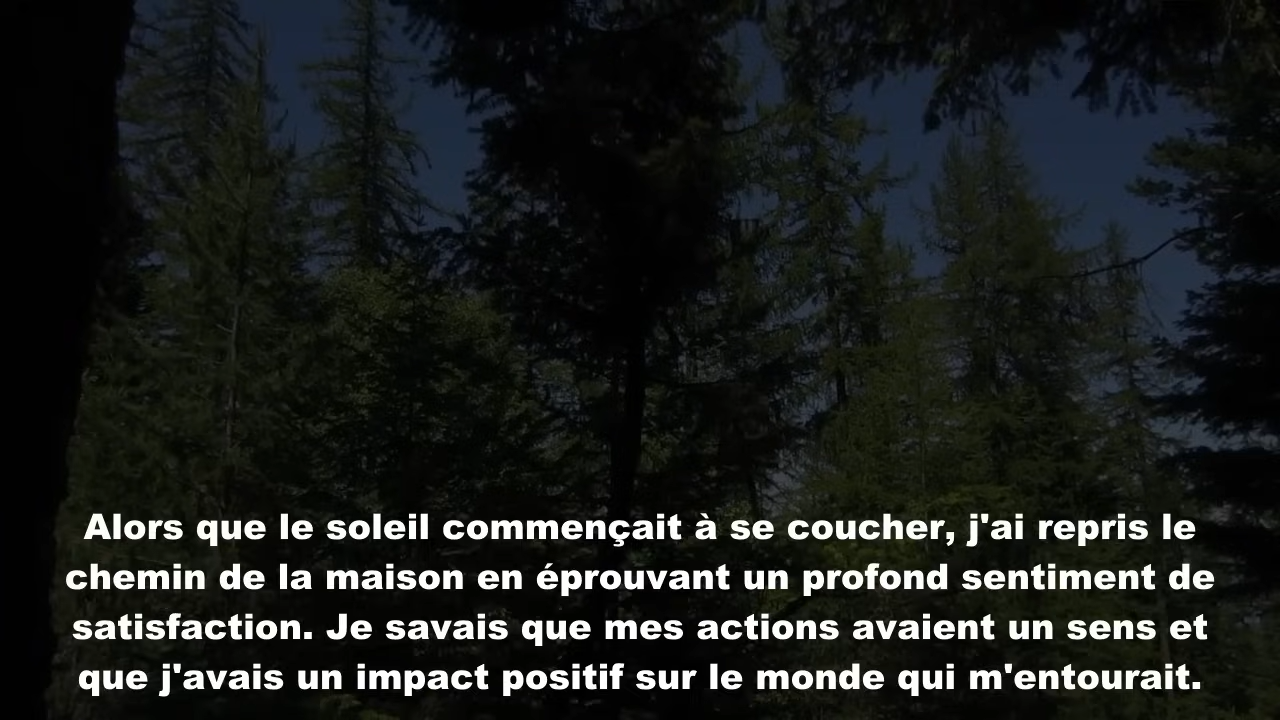 Alors que le soleil commençait à se coucher, j'ai repris le
chemin de la maison en éprouvant un profond sentiment de
satisfaction. Je savais que mes actions avaient un sens et
que j'avais un impact positif sur le monde qui m'entourait.